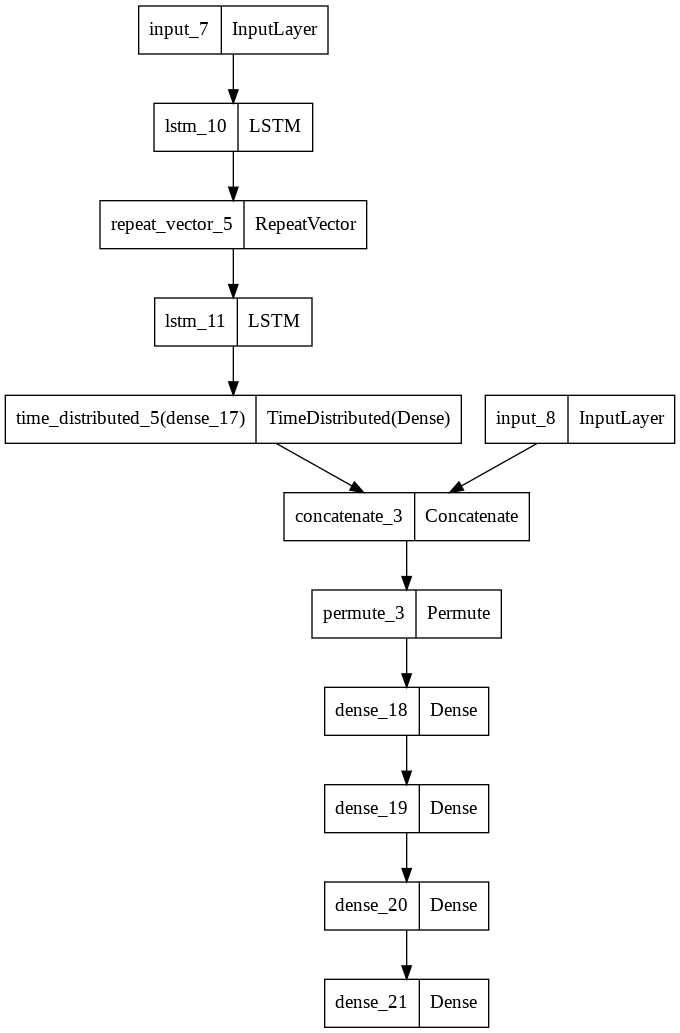 input_7 InputLayer
lstm_10 LSTM
repeat_vector_5 RepeatVector
lstm_11 LSTM
time_distributed_5(dense_17) TimeDistributed(Dense) input_8 InputLayer
concatenate_3 Concatenate
permute_3 Permute
dense_18 Dense
dense_19 Dense
dense_20 Dense
dense_21 Dense